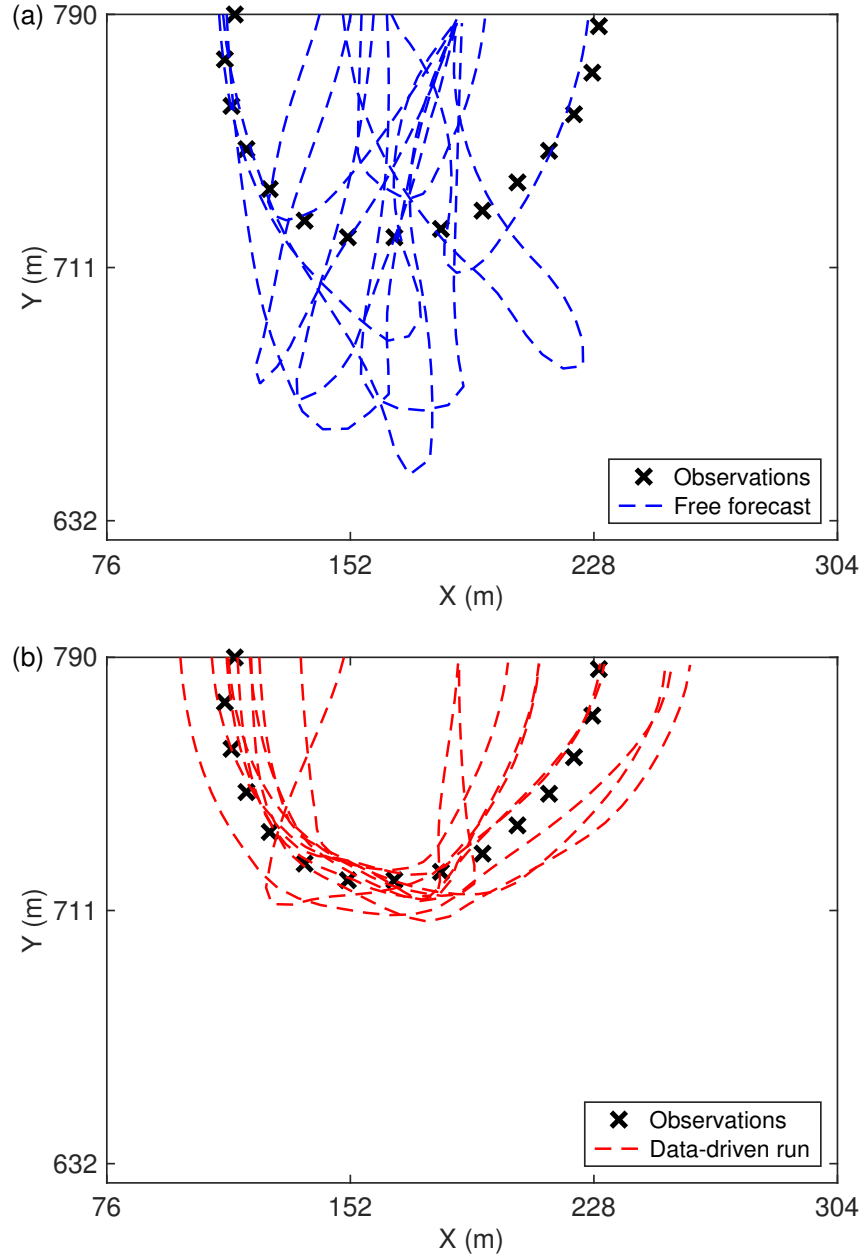 (a)
790
711
632
Y (m)
76 152 228 304
X (m)
Observations
Free forecast
(b)
790
711
632
Y (m)
76 152 228 304
X (m)
Observations
Data-driven run